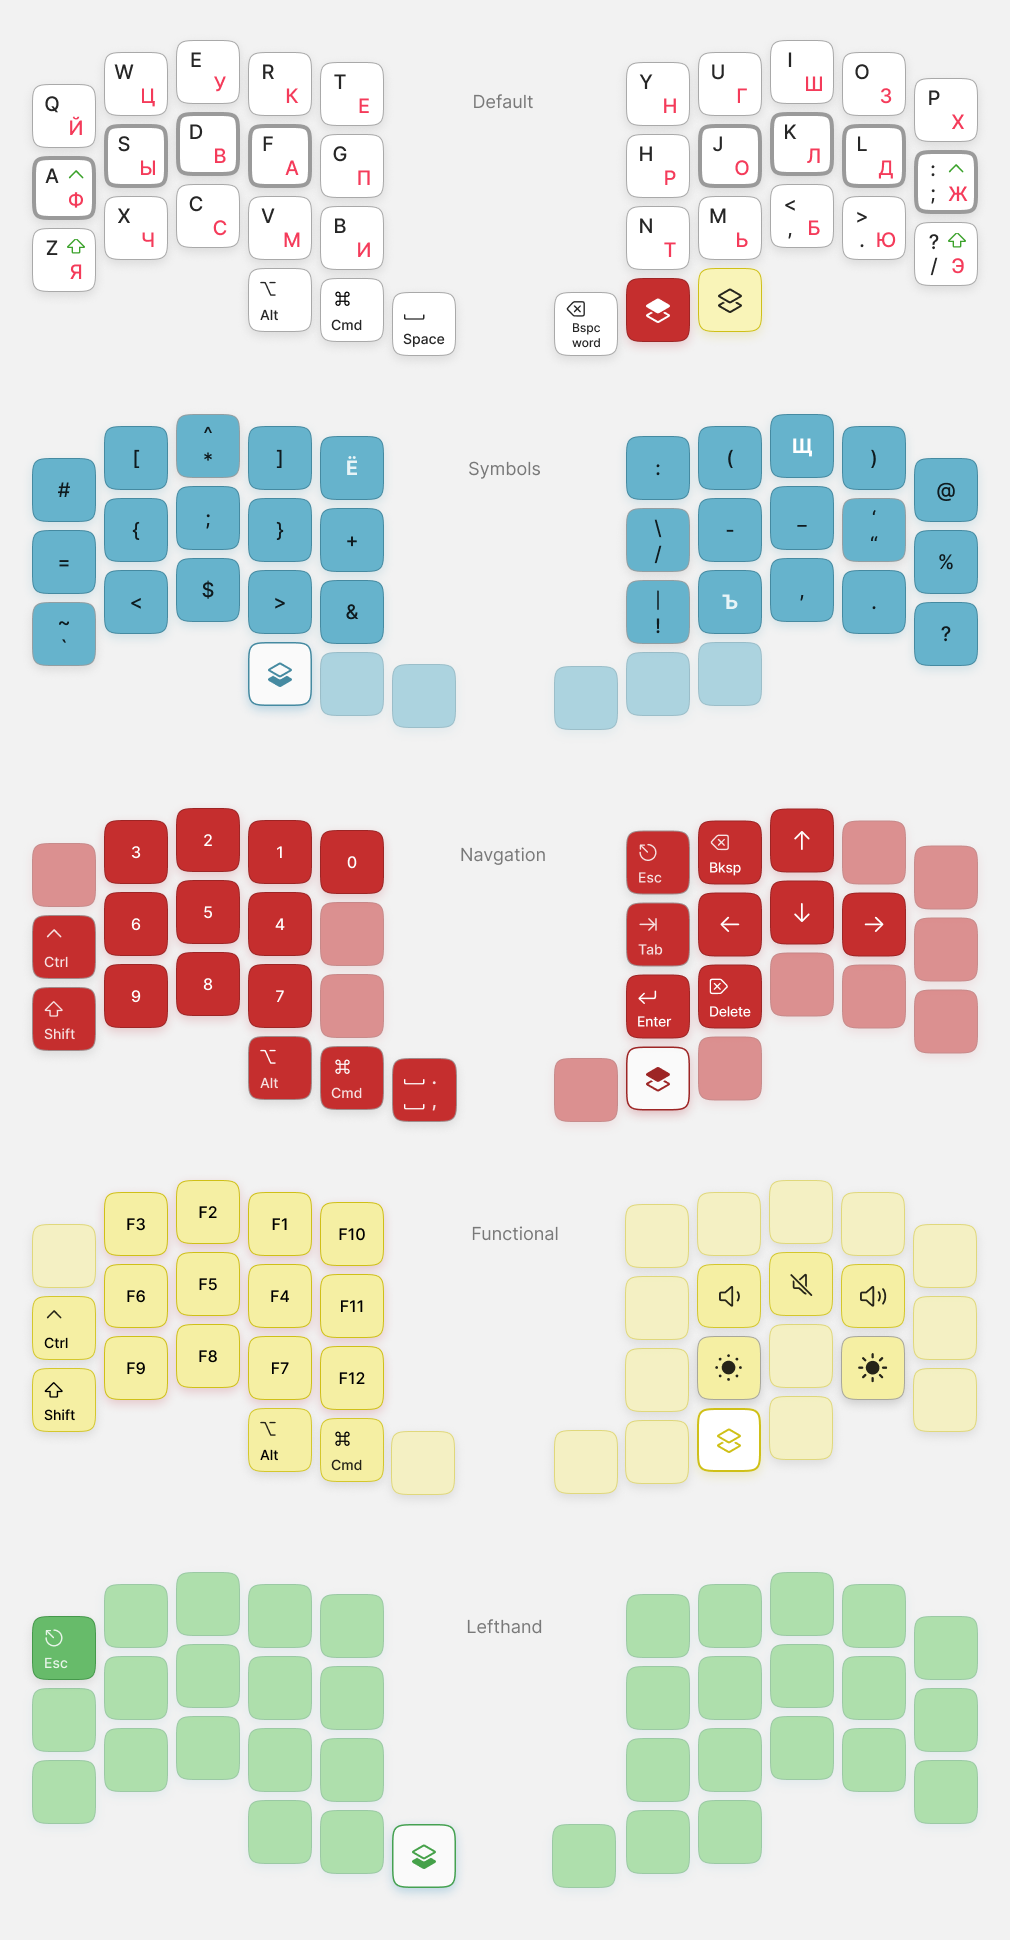 Default
Q Й
W Ц
E У
R К
T Е
Y Н
U Г
I Ш
O З
P Х
A ^ Ф
S Ы
D В
F А
G П
H Р
J О
K Л
L Д
: ^
; Ж
Z Я
X Ч
C С
V М
B И
N Т
M Ь
<
, Б
>
. Ю
?
/ Э
Alt
Cmd
Space
Bspc
word
Symbols
#
[
^
*
]
Ё
:
(
Щ
)
@
=
{
;
}
+
\
/
-
_
‘
“
%
~
`
<
$
>
&
|
!
Ъ
,
.
?
Navgation
3
2
1
0
Esc
Bksp
↑
Ctrl
6
5
4
Tab
←
↓
→
Shift
9
8
7
Enter
Delete
Alt
Cmd
.
,
Functional
F3
F2
F1
F10
Ctrl
F6
F5
F4
F11
Shift
F9
F8
F7
F12
Alt
Cmd
Lefthand
Esc